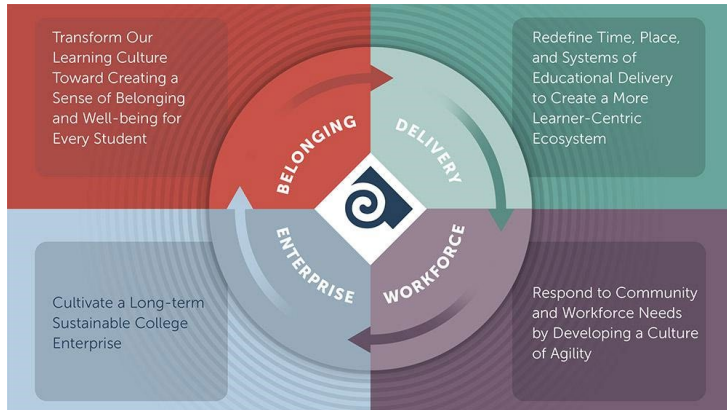 Transform Our
Learning Culture
Toward Creating a
Sense of Belonging
and Well-being for
Every Student
Redefine Time, Place,
and Systems of
Educational Delivery
to Create a More
Learner-Centric
Ecosystem
BELONGING
DELIVERY
ENTERPRISE
WORKFORCE
Cultivate a Long-term
Sustainable College
Enterprise
Respond to Community
and Workforce Needs
by Developing a Culture
of Agility